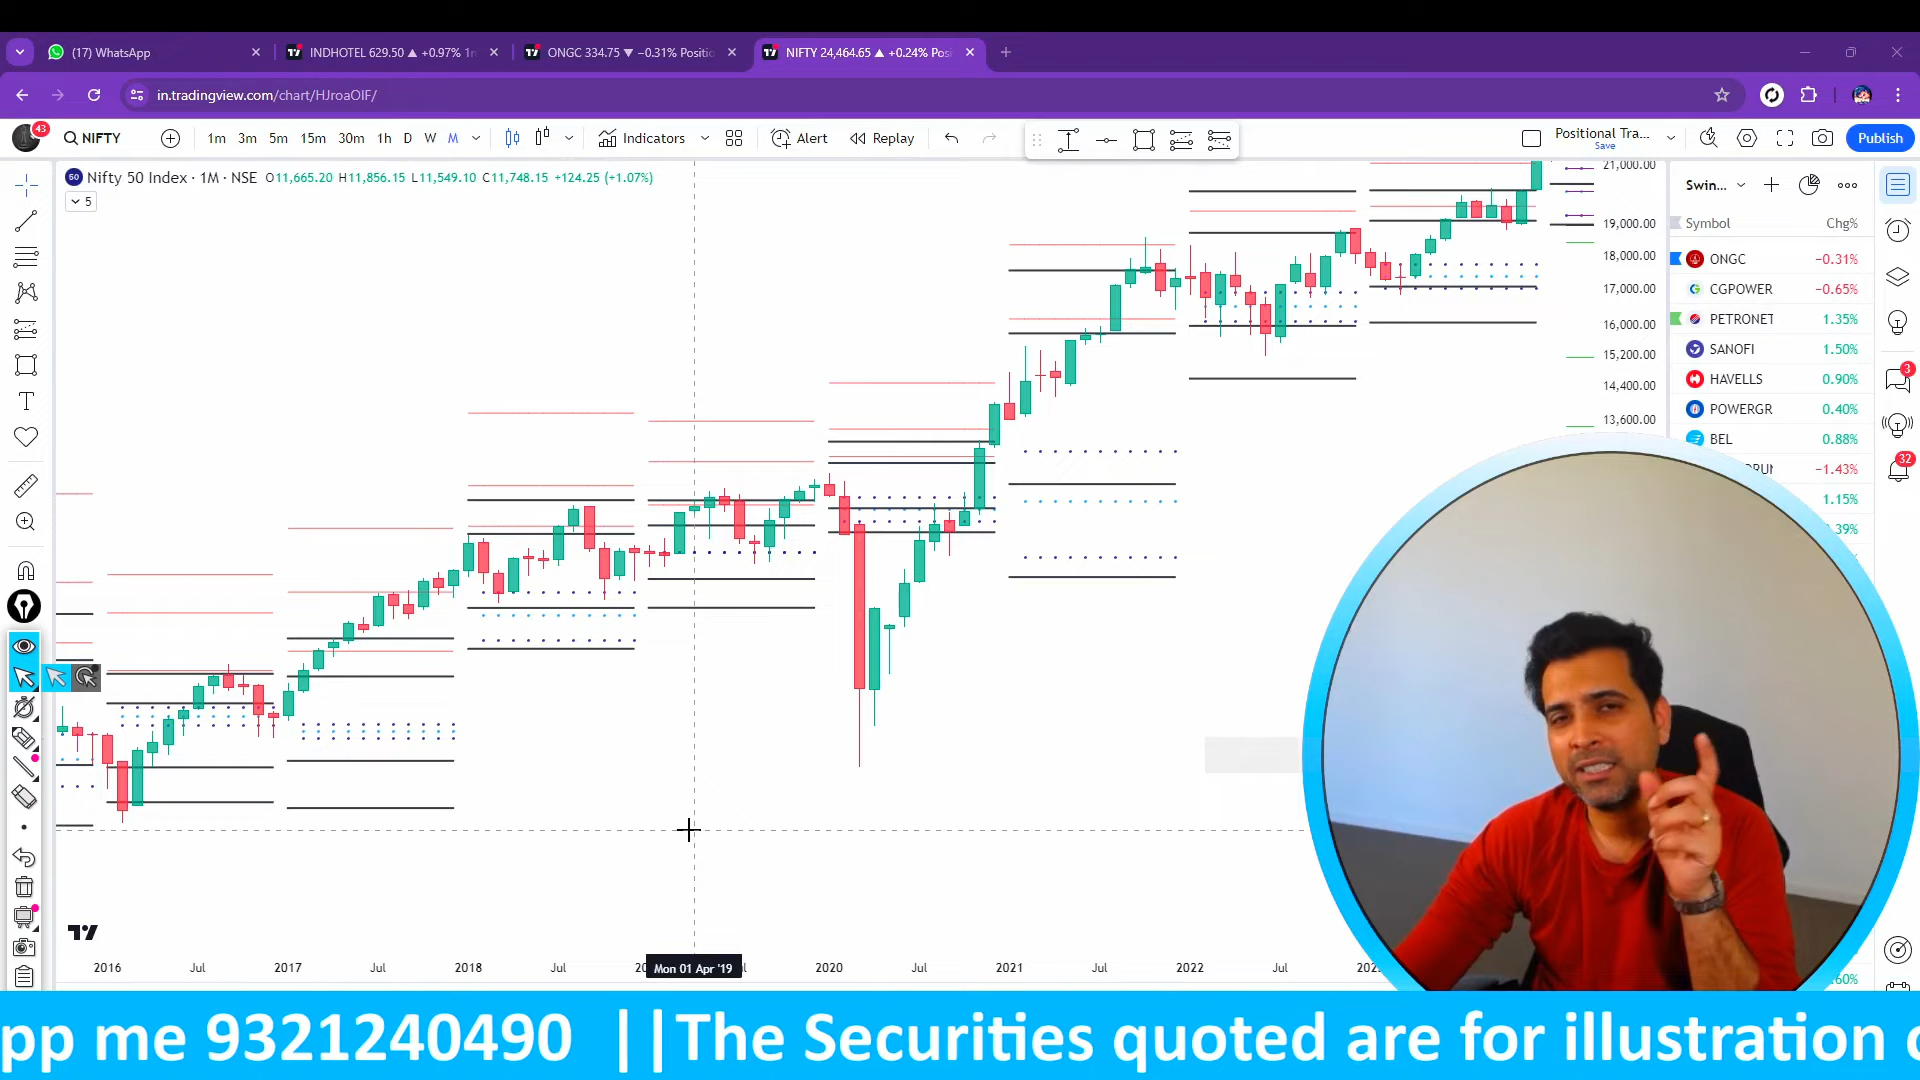 (17) WhatsApp
INDHOTEL 629.50 ▲ +0.97% 1m
ONGC 334.75 ▼ −0.31% Positio
NIFTY 24,464.65 ▲ +0.24% Pos
in.tradingview.com/chart/HJroaOIF/
43
NIFTY
1m 3m 5m 15m 30m 1h D W M
Indicators
Alert
Replay
Positional Tra...
Save
Publish
50 Nifty 50 Index · 1M · NSE O11,665.20 H11,856.15 L11,549.10 C11,748.15 +124.25 (+1.07%)
5
21,000.00
19,000.00
18,000.00
17,000.00
16,000.00
15,200.00
14,400.00
13,600.00
Swin...
Symbol Chg%
ONGC −0.31%
CGPOWER −0.65%
PETRONET 1.35%
SANOFI 1.50%
HAVELLS 0.90%
POWERGR 0.40%
BEL 0.88%
−1.43%
1.15%
3
32
2016 Jul 2017 Jul 2018 Jul Mon 01 Apr '19 2020 Jul 2021 Jul 2022 Jul
pp me 9321240490 ||The Securities quoted are for illustration